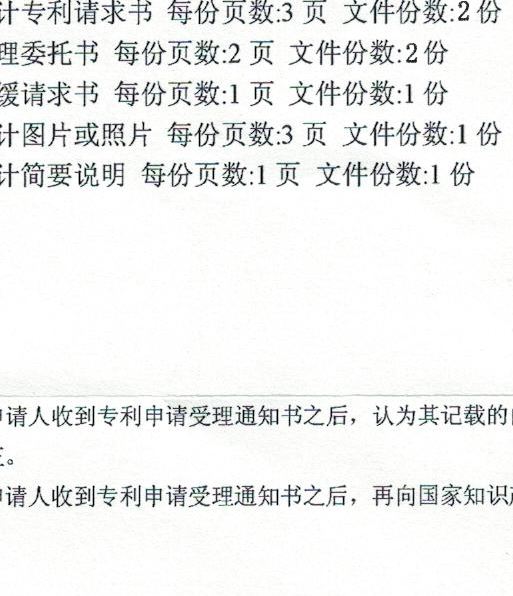 计专利请求书 每份页数:3 页 文件份数:2 份
理委托书 每份页数:2 页 文件份数:2 份
缓请求书 每份页数:1 页 文件份数:1 份
计图片或照片 每份页数:3 页 文件份数:1 份
计简要说明 每份页数:1 页 文件份数:1 份
请人收到专利申请受理通知书之后，认为其记载的
。
请人收到专利申请受理通知书之后，再向国家知识